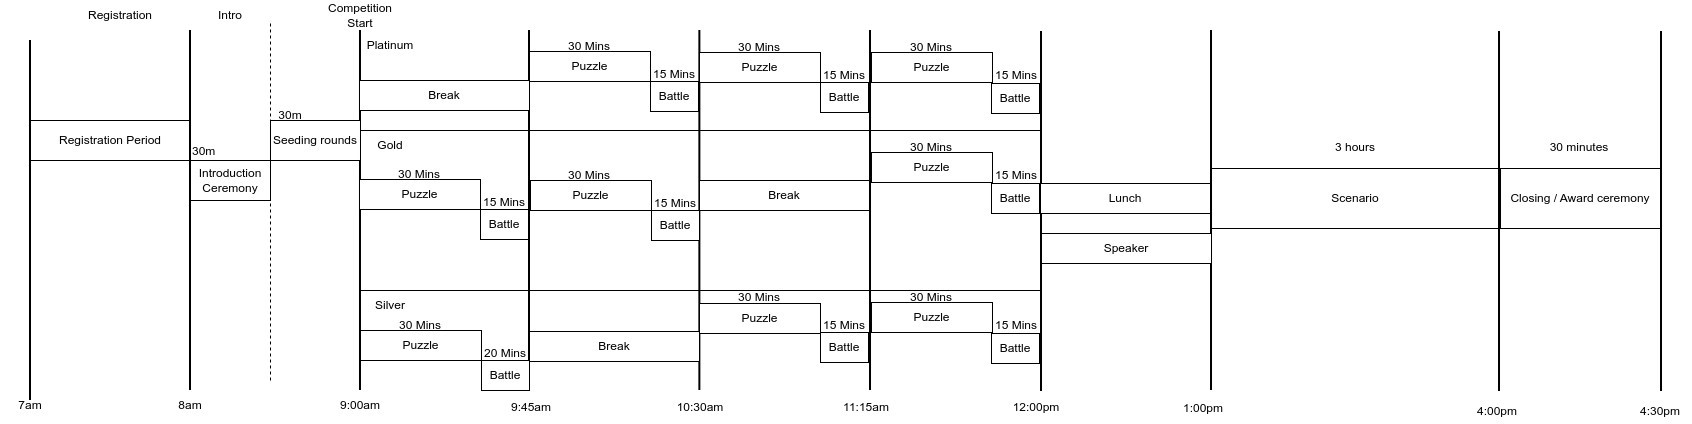 Registration
Intro
Competition
Start
Platinum
30 Mins
Puzzle
15 Mins
Battle
30 Mins
Puzzle
15 Mins
Battle
30 Mins
Puzzle
15 Mins
Battle
Break
30m
Registration Period
30m
Seeding rounds
Introduction
Ceremony
Gold
30 Mins
Puzzle
15 Mins
Battle
30 Mins
Puzzle
15 Mins
Battle
Break
30 Mins
Puzzle
15 Mins
Battle
Lunch
Speaker
3 hours
Scenario
30 minutes
Closing / Award ceremony
Silver
30 Mins
Puzzle
20 Mins
Battle
Break
30 Mins
Puzzle
15 Mins
Battle
30 Mins
Puzzle
15 Mins
Battle
7am
8am
9:00am
9:45am
10:30am
11:15am
12:00pm
1:00pm
4:00pm
4:30pm